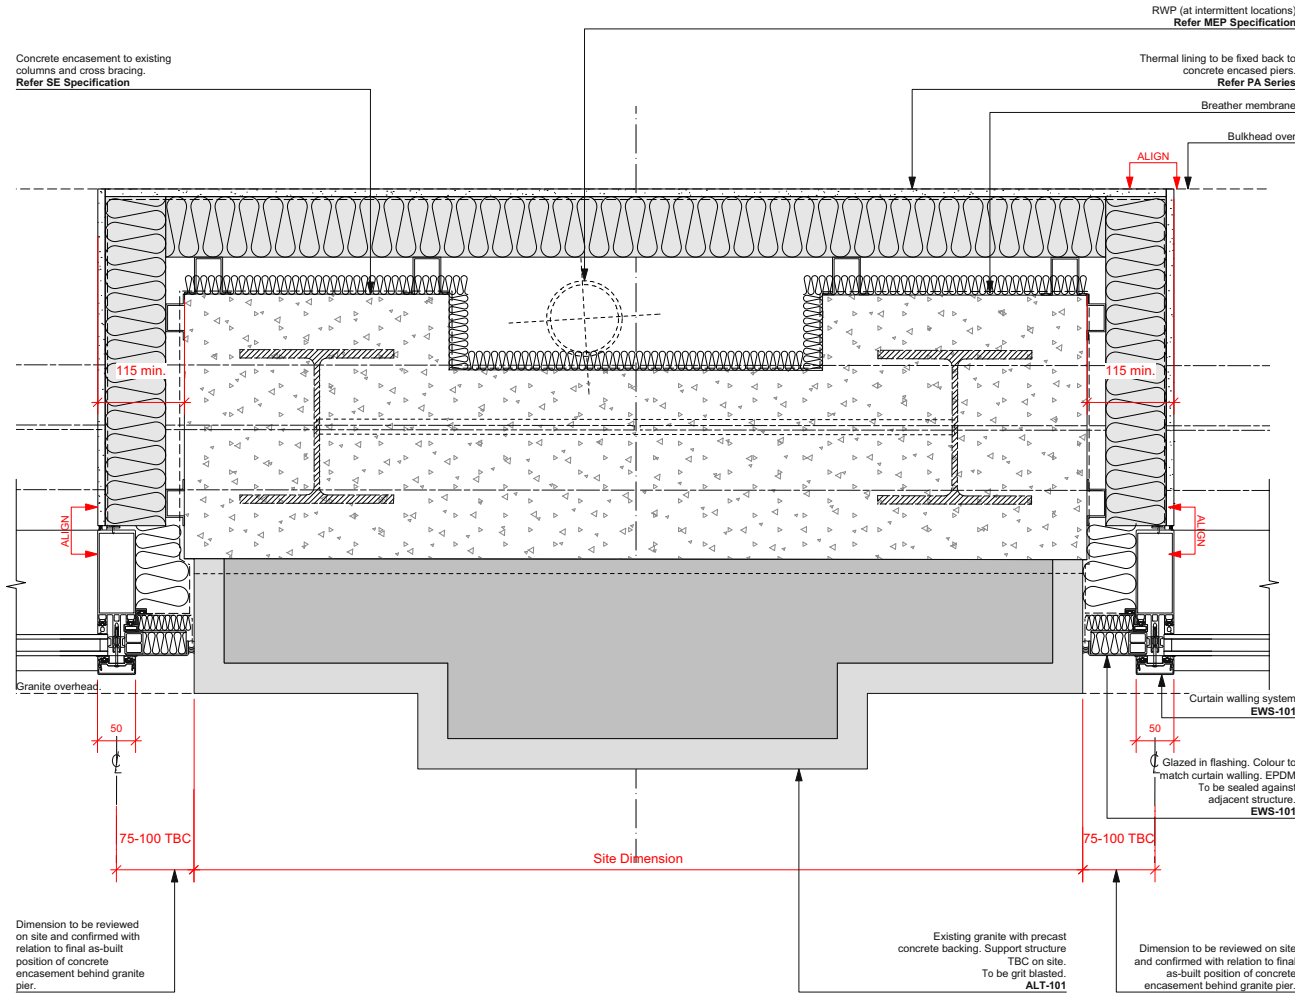 RWP (at intermittent locations)
Refer MEP Specification
Concrete encasement to existing
columns and cross bracing.
Refer SE Specification
Thermal lining to be fixed back to
concrete encased piers.
Refer PA Series
Breather membrane
Bulkhead over
ALIGN
115 min.
115 min.
ALIGN
ALIGN
Granite overhead.
50
50
Curtain walling system
EWS-101
Glazed in flashing. Colour to
match curtain walling. EPDM
To be sealed against
adjacent structure.
EWS-101
75-100 TBC
Site Dimension
75-100 TBC
Dimension to be reviewed
on site and confirmed with
relation to final as-built
position of concrete
encasement behind granite
pier.
Existing granite with precast
concrete backing. Support structure
TBC on site.
To be grit blasted.
ALT-101
Dimension to be reviewed on site
and confirmed with relation to final
as-built position of concrete
encasement behind granite pier.